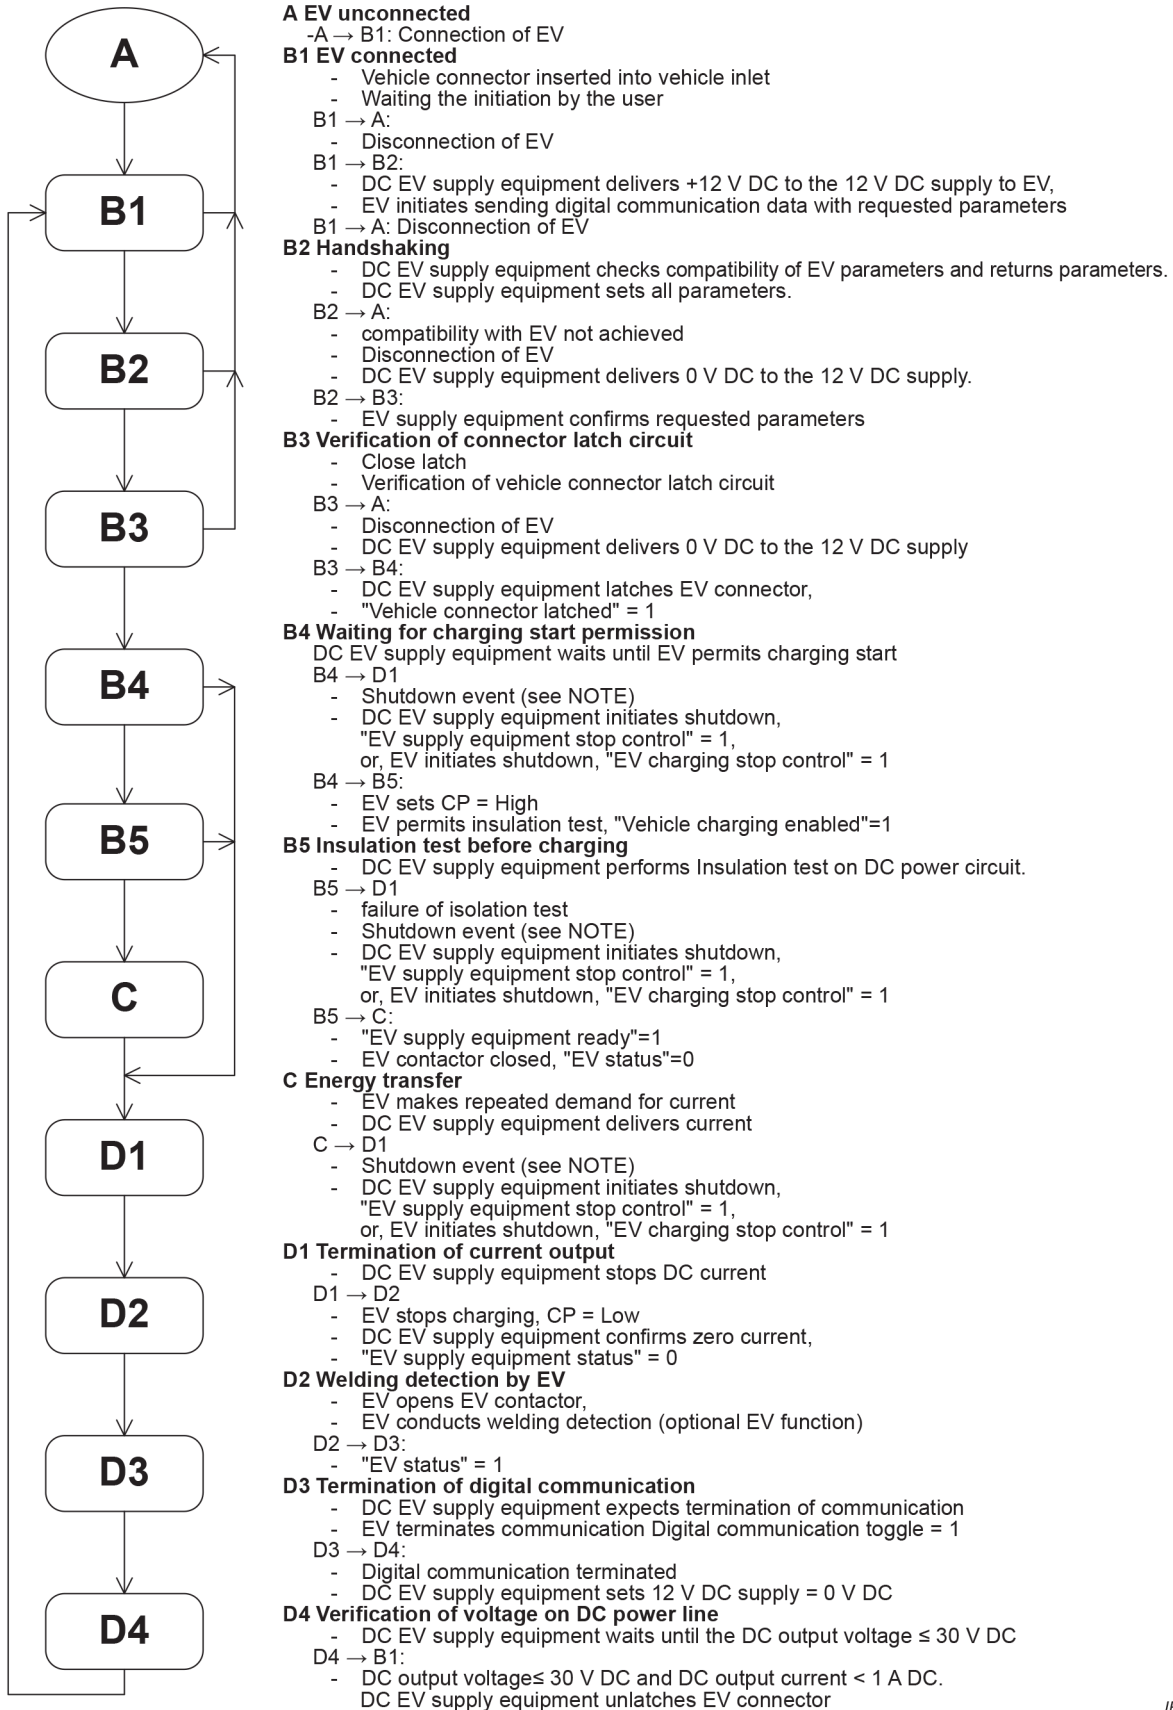 A
B1
B2
B3
B4
B5
C
D1
D2
D3
D4
A EV unconnected
-A → B1: Connection of EV
B1 EV connected
- Vehicle connector inserted into vehicle inlet
- Waiting the initiation by the user
B1 → A:
- Disconnection of EV
B1 → B2:
- DC EV supply equipment delivers +12 V DC to the 12 V DC supply to EV,
- EV initiates sending digital communication data with requested parameters
B1 → A: Disconnection of EV
B2 Handshaking
- DC EV supply equipment checks compatibility of EV parameters and returns parameters.
- DC EV supply equipment sets all parameters.
B2 → A:
- compatibility with EV not achieved
- Disconnection of EV
- DC EV supply equipment delivers 0 V DC to the 12 V DC supply.
B2 → B3:
- EV supply equipment confirms requested parameters
B3 Verification of connector latch circuit
- Close latch
- Verification of vehicle connector latch circuit
B3 → A:
- Disconnection of EV
- DC EV supply equipment delivers 0 V DC to the 12 V DC supply
B3 → B4:
- DC EV supply equipment latches EV connector,
- "Vehicle connector latched" = 1
B4 Waiting for charging start permission
DC EV supply equipment waits until EV permits charging start
B4 → D1
- Shutdown event (see NOTE)
- DC EV supply equipment initiates shutdown,
"EV supply equipment stop control" = 1,
or, EV initiates shutdown, "EV charging stop control" = 1
B4 → B5:
- EV sets CP = High
- EV permits insulation test, "Vehicle charging enabled"=1
B5 Insulation test before charging
- DC EV supply equipment performs Insulation test on DC power circuit.
B5 → D1
- failure of isolation test
- Shutdown event (see NOTE)
- DC EV supply equipment initiates shutdown,
"EV supply equipment stop control" = 1,
or, EV initiates shutdown, "EV charging stop control" = 1
B5 → C:
- "EV supply equipment ready"=1
- EV contactor closed, "EV status"=0
C Energy transfer
- EV makes repeated demand for current
- DC EV supply equipment delivers current
C → D1
- Shutdown event (see NOTE)
- DC EV supply equipment initiates shutdown,
"EV supply equipment stop control" = 1,
or, EV initiates shutdown, "EV charging stop control" = 1
D1 Termination of current output
- DC EV supply equipment stops DC current
D1 → D2
- EV stops charging, CP = Low
- DC EV supply equipment confirms zero current,
- "EV supply equipment status" = 0
D2 Welding detection by EV
- EV opens EV contactor,
- EV conducts welding detection (optional EV function)
D2 → D3:
- "EV status" = 1
D3 Termination of digital communication
- DC EV supply equipment expects termination of communication
- EV terminates communication Digital communication toggle = 1
D3 → D4:
- Digital communication terminated
- DC EV supply equipment sets 12 V DC supply = 0 V DC
D4 Verification of voltage on DC power line
- DC EV supply equipment waits until the DC output voltage ≤ 30 V DC
D4 → B1:
- DC output voltage≤ 30 V DC and DC output current < 1 A DC.
DC EV supply equipment unlatches EV connector